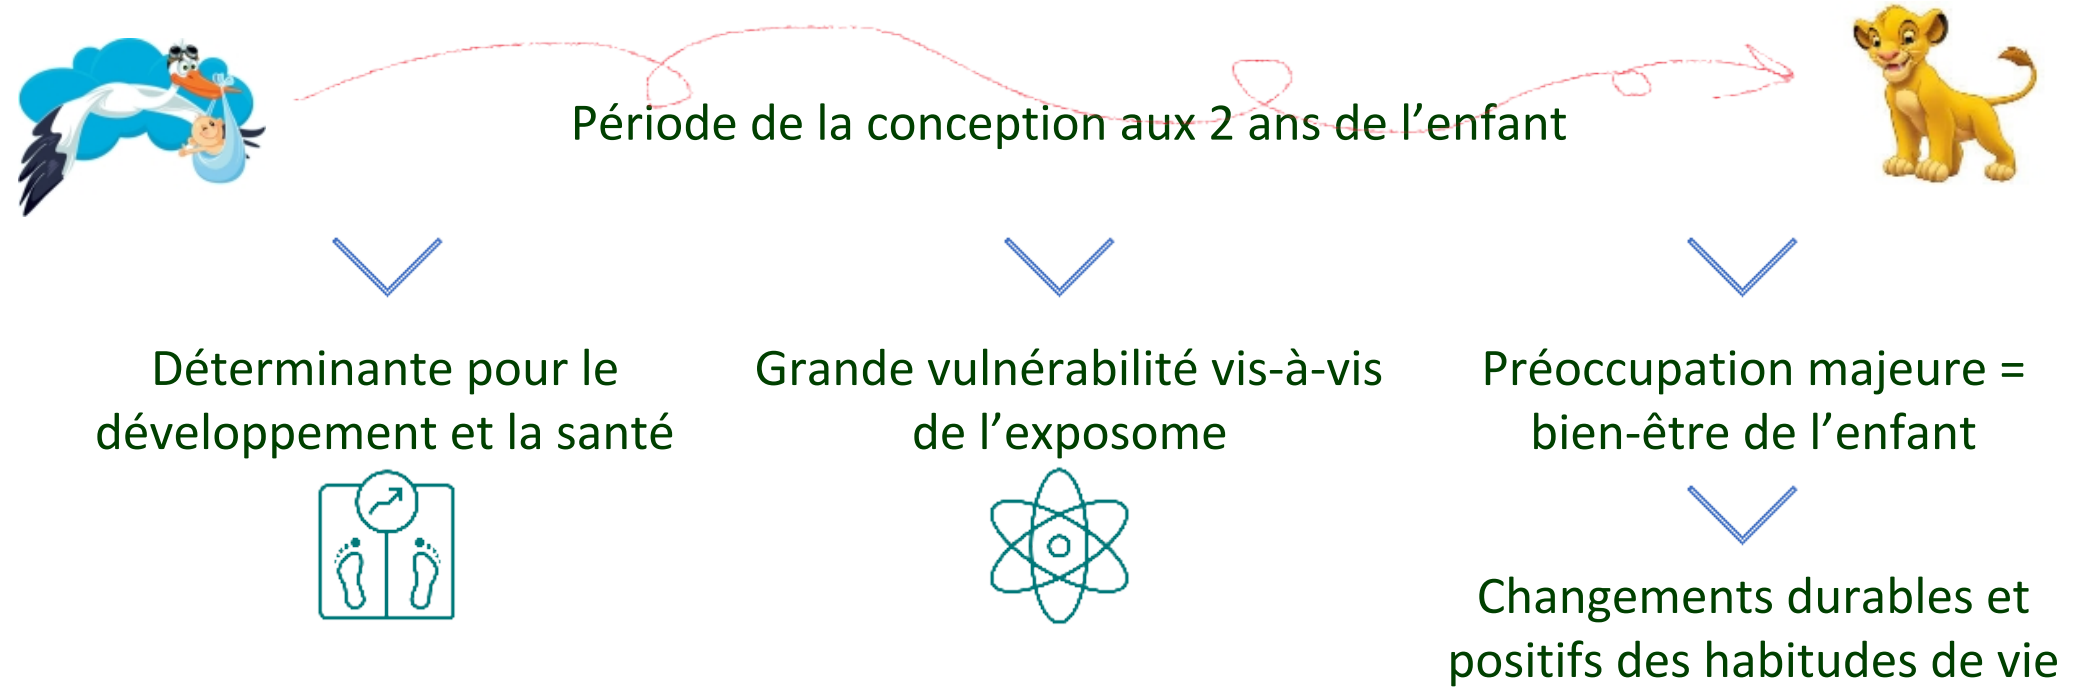 Période de la conception aux 2 ans de l’enfant
Déterminante pour le
développement et la santé
Grande vulnérabilité vis-à-vis
de l’exposome
Préoccupation majeure =
bien-être de l’enfant
Changements durables et
positifs des habitudes de vie